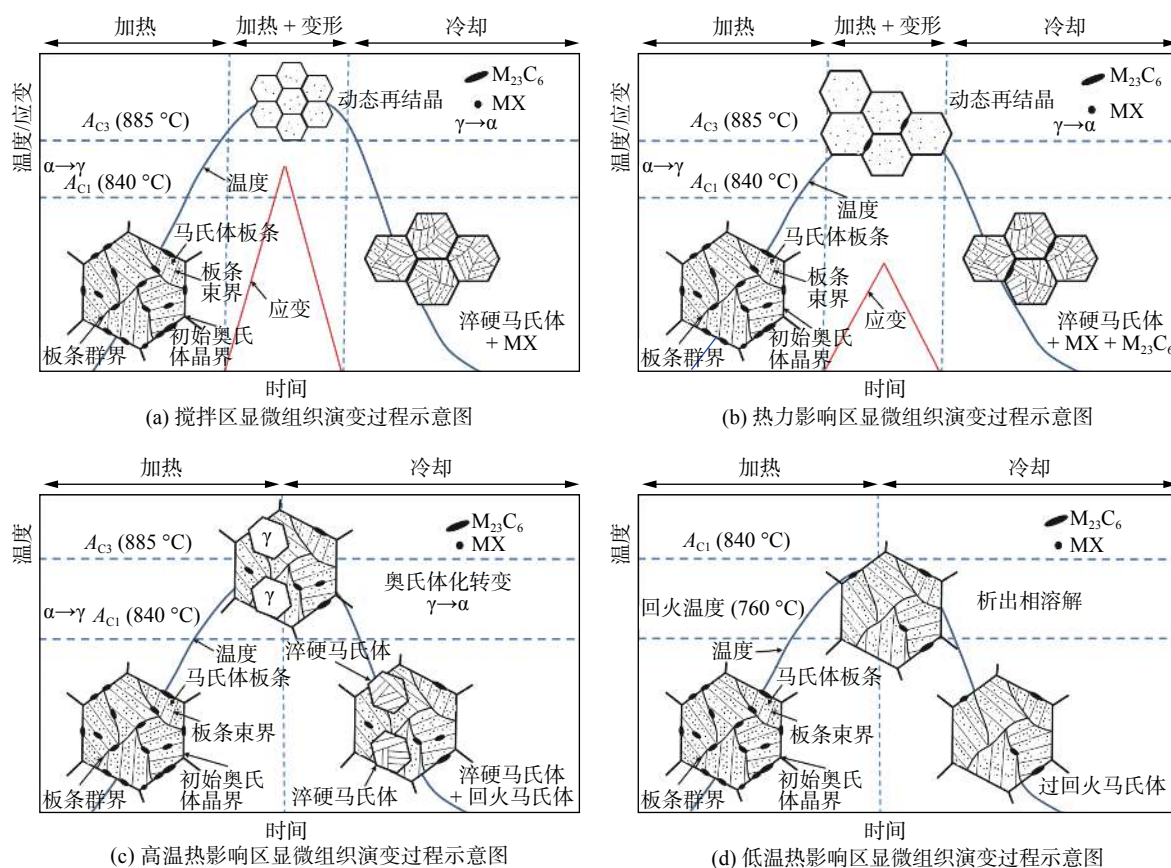 加热
加热 + 变形
冷却
温度/应变
M₂₃C₆
MX
动态再结晶
γ→α
A_C3 (885 °C)
α→γ
A_C1 (840 °C)
温度
马氏体板条
板条
束界
应变
初始奥氏
体晶界
板条群界
淬硬马氏体
+ MX
时间
(a) 搅拌区显微组织演变过程示意图
加热
加热 + 变形
冷却
温度/应变
M₂₃C₆
MX
动态再结晶
γ→α
A_C3 (885 °C)
α→γ
A_C1 (840 °C)
温度
马氏体板条
板条
束界
应变
初始奥氏
体晶界
板条群界
淬硬马氏体
+ MX + M₂₃C₆
时间
(b) 热力影响区显微组织演变过程示意图
加热
冷却
温度
M₂₃C₆
MX
A_C3 (885 °C)
γ
γ
奥氏体化转变
γ→α
α→γ A_C1 (840 °C)
温度
淬硬马氏体
马氏体板条
板条束界
初始奥氏
体晶界
板条群界
淬硬马氏体
淬硬马氏体
+ 回火马氏体
时间
(c) 高温热影响区显微组织演变过程示意图
加热
冷却
温度
M₂₃C₆
MX
A_C1 (840 °C)
回火温度 (760 °C)
析出相溶解
温度
马氏体板条
板条束界
初始奥氏
体晶界
板条群界
过回火马氏体
时间
(d) 低温热影响区显微组织演变过程示意图